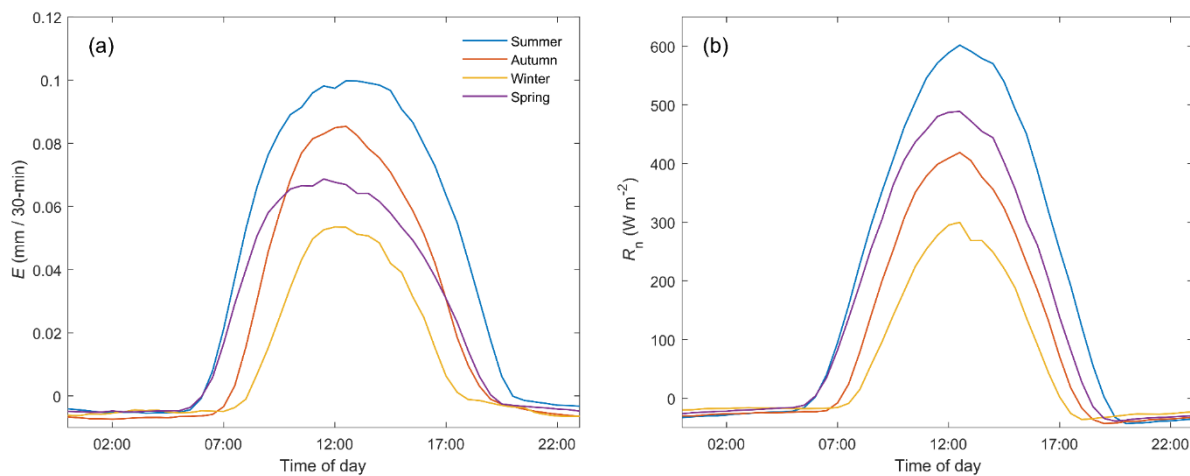 (a)
E (mm / 30-min)
0.12
0.1
0.08
0.06
0.04
0.02
0
02:00 07:00 12:00 17:00 22:00
Time of day
Summer
Autumn
Winter
Spring
(b)
Rn (W m-2)
600
500
400
300
200
100
0
02:00 07:00 12:00 17:00 22:00
Time of day